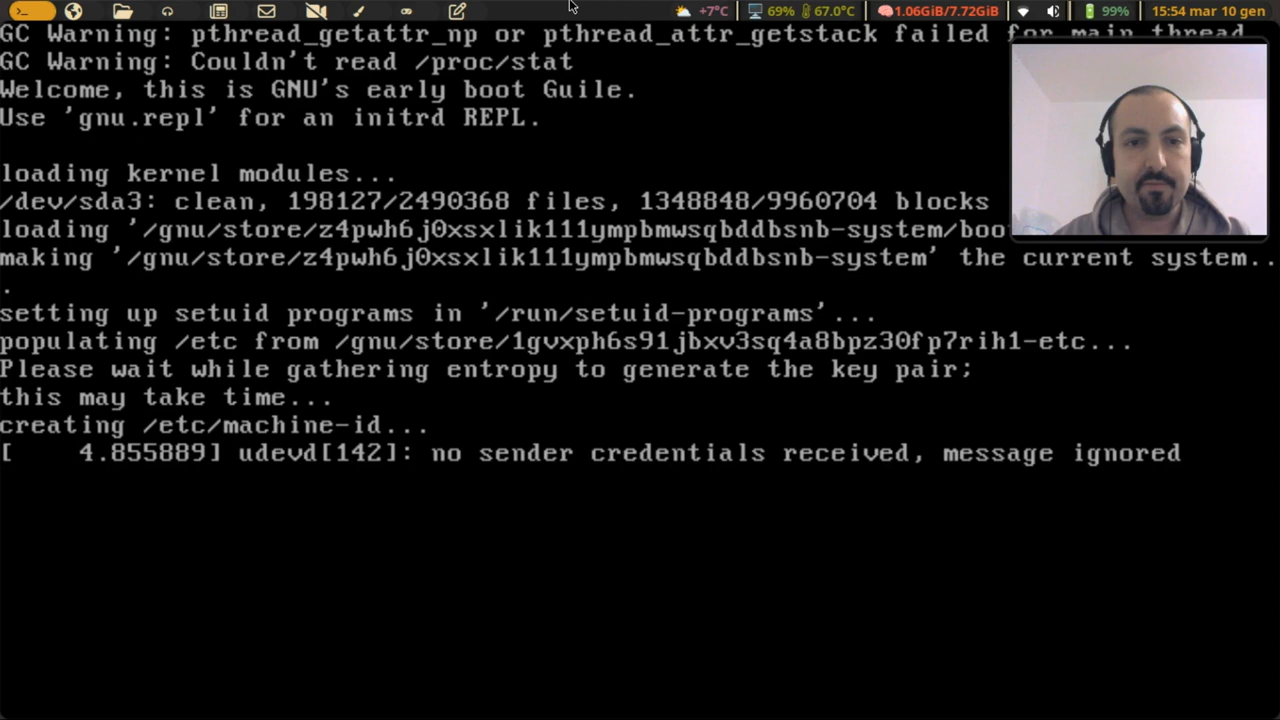 +7°C 69% 67.0°C 1.06GiB/7.72GiB 99% 15:54 mar 10 gen
GC Warning: pthread_getattr_np or pthread_attr_getstack failed for main thread
GC Warning: Couldn't read /proc/stat
Welcome, this is GNU's early boot Guile.
Use 'gnu.repl' for an initrd REPL.
loading kernel modules...
/dev/sda3: clean, 198127/2490368 files, 1348848/9960704 blocks
loading '/gnu/store/z4pwh6j0xsxlik111ympbmwsqbddbsnb-system/boo
making '/gnu/store/z4pwh6j0xsxlik111ympbmwsqbddbsnb-system' the current system..
.
setting up setuid programs in '/run/setuid-programs'...
populating /etc from /gnu/store/1gvxph6s91jbxv3sq4a8bpz30fp7rih1-etc...
Please wait while gathering entropy to generate the key pair;
this may take time...
creating /etc/machine-id...
[    4.855889] udevd[142]: no sender credentials received, message ignored